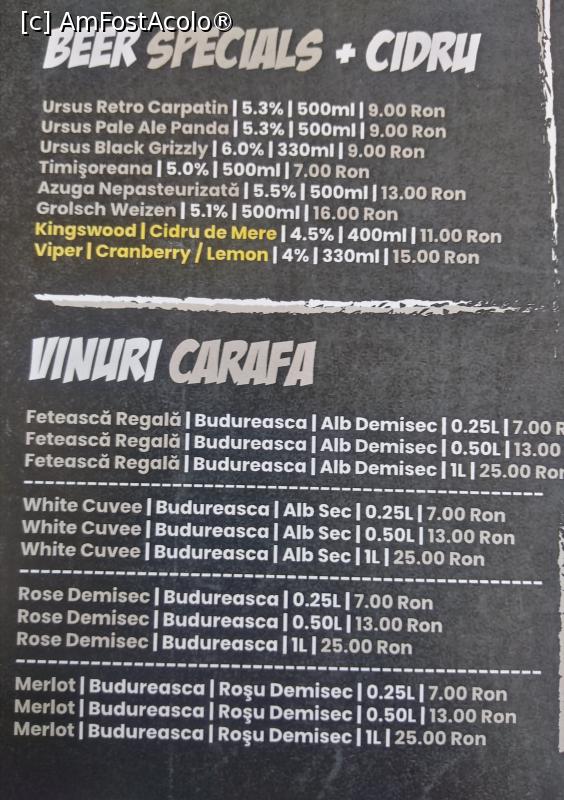 [c] AmFostAcolo®
BEER SPECIALS + CIDRU
Ursus Retro Carpatin | 5.3% | 500ml | 9.00 Ron
Ursus Pale Ale Panda | 5.3% | 500ml | 9.00 Ron
Ursus Black Grizzly | 6.0% | 330ml | 9.00 Ron
Timişoreana | 5.0% | 500ml | 7.00 Ron
Azuga Nepasteurizată | 5.5% | 500ml | 13.00 Ron
Grolsch Weizen | 5.1% | 500ml | 16.00 Ron
Kingswood | Cidru de Mere | 4.5% | 400ml | 11.00 Ron
Viper | Cranberry / Lemon | 4% | 330ml | 15.00 Ron
VINURI CARAFA
Fetească Regală | Budureasca | Alb Demisec | 0.25L | 7.00 R
Fetească Regală | Budureasca | Alb Demisec | 0.50L | 13.00
Fetească Regală | Budureasca | Alb Demisec | 1L | 25.00 Ron
White Cuvee | Budureasca | Alb Sec | 0.25L | 7.00 Ron
White Cuvee | Budureasca | Alb Sec | 0.50L | 13.00 Ron
White Cuvee | Budureasca | Alb Sec | 1L | 25.00 Ron
Rose Demisec | Budureasca | 0.25L | 7.00 Ron
Rose Demisec | Budureasca | 0.50L | 13.00 Ron
Rose Demisec | Budureasca | 1L | 25.00 Ron
Merlot | Budureasca | Roşu Demisec | 0.25L | 7.00 Ron
Merlot | Budureasca | Roşu Demisec | 0.50L | 13.00 Ron
Merlot | Budureasca | Roşu Demisec | 1L | 25.00 Ron